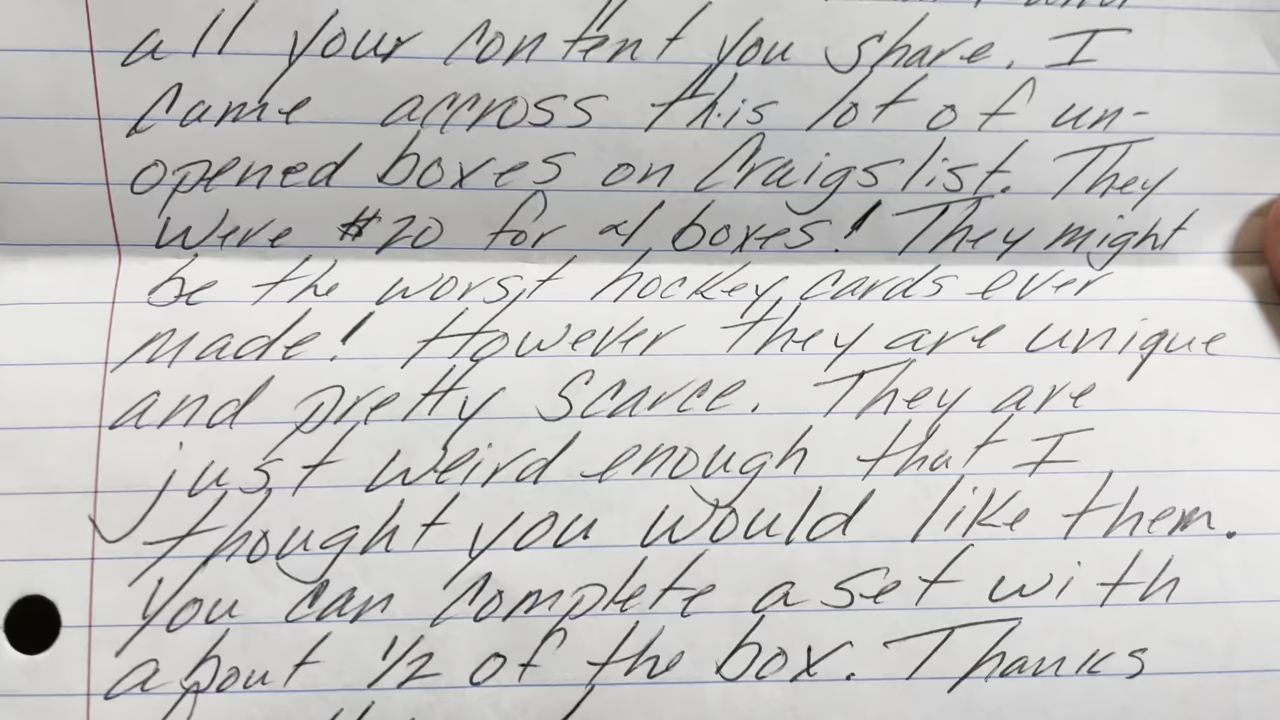 all your content you share. I
came across this lot of un-
opened boxes on Craigslist. They
were $20 for 4 boxes! They might
be the worst hockey cards ever
made! However they are unique
and pretty scarce. They are
just weird enough that I
thought you would like them.
You can complete a set with
about 1/2 of the box. Thanks